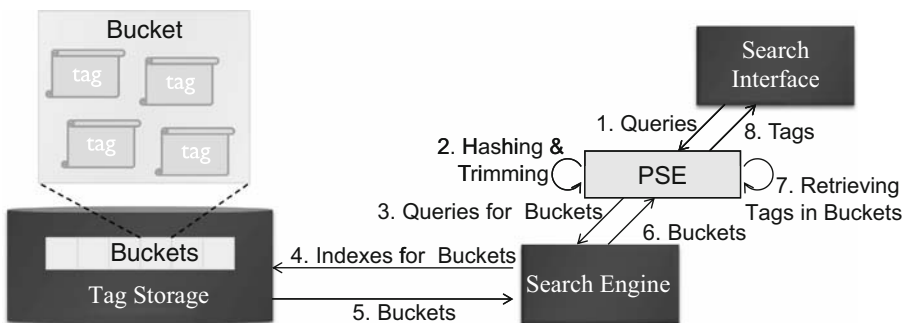 Bucket
tag
tag
tag
tag
Search
Interface
1. Queries
8. Tags
2. Hashing &
Trimming
PSE
7. Retrieving
Tags in Buckets
3. Queries for Buckets
6. Buckets
Buckets
4. Indexes for Buckets
Tag Storage
Search Engine
5. Buckets